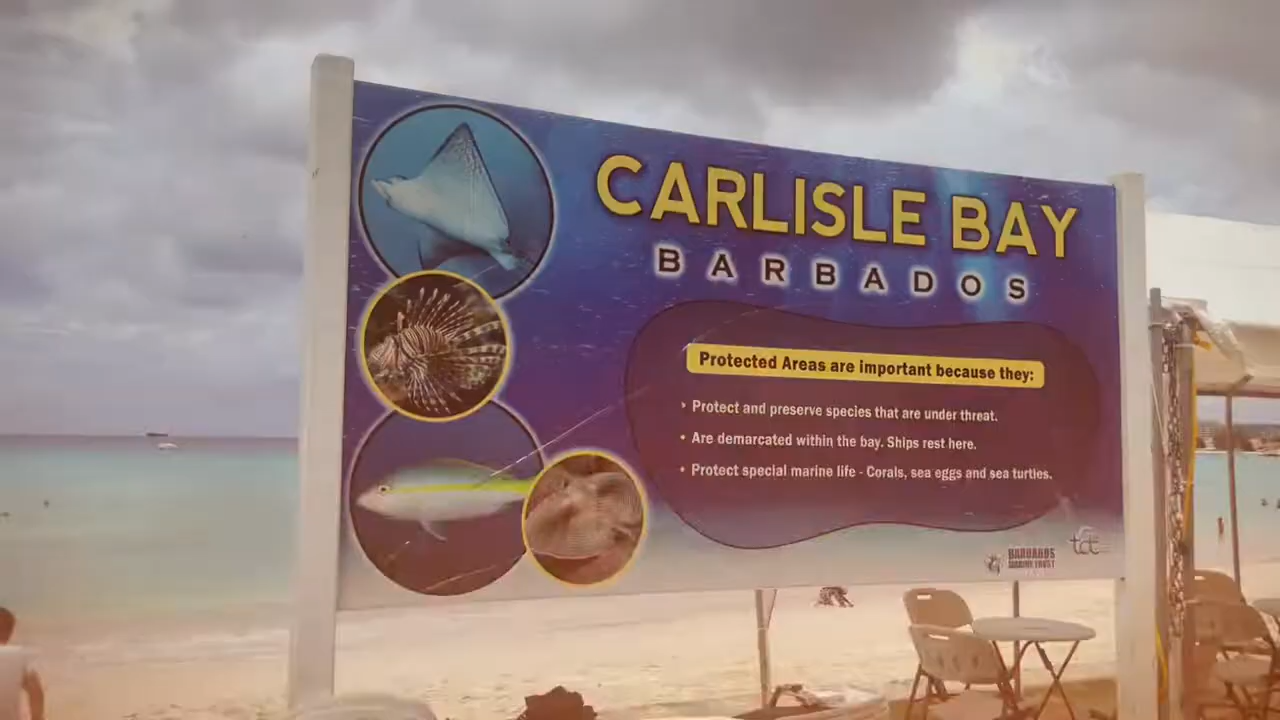 CARLISLE BAY
BARBADOS
Protected Areas are important because they:
• Protect and preserve species that are under threat.
• Are demarcated within the bay. Ships rest here.
• Protect special marine life - Corals, sea eggs and sea turtles.
BARBADOS
MARINE TRUST